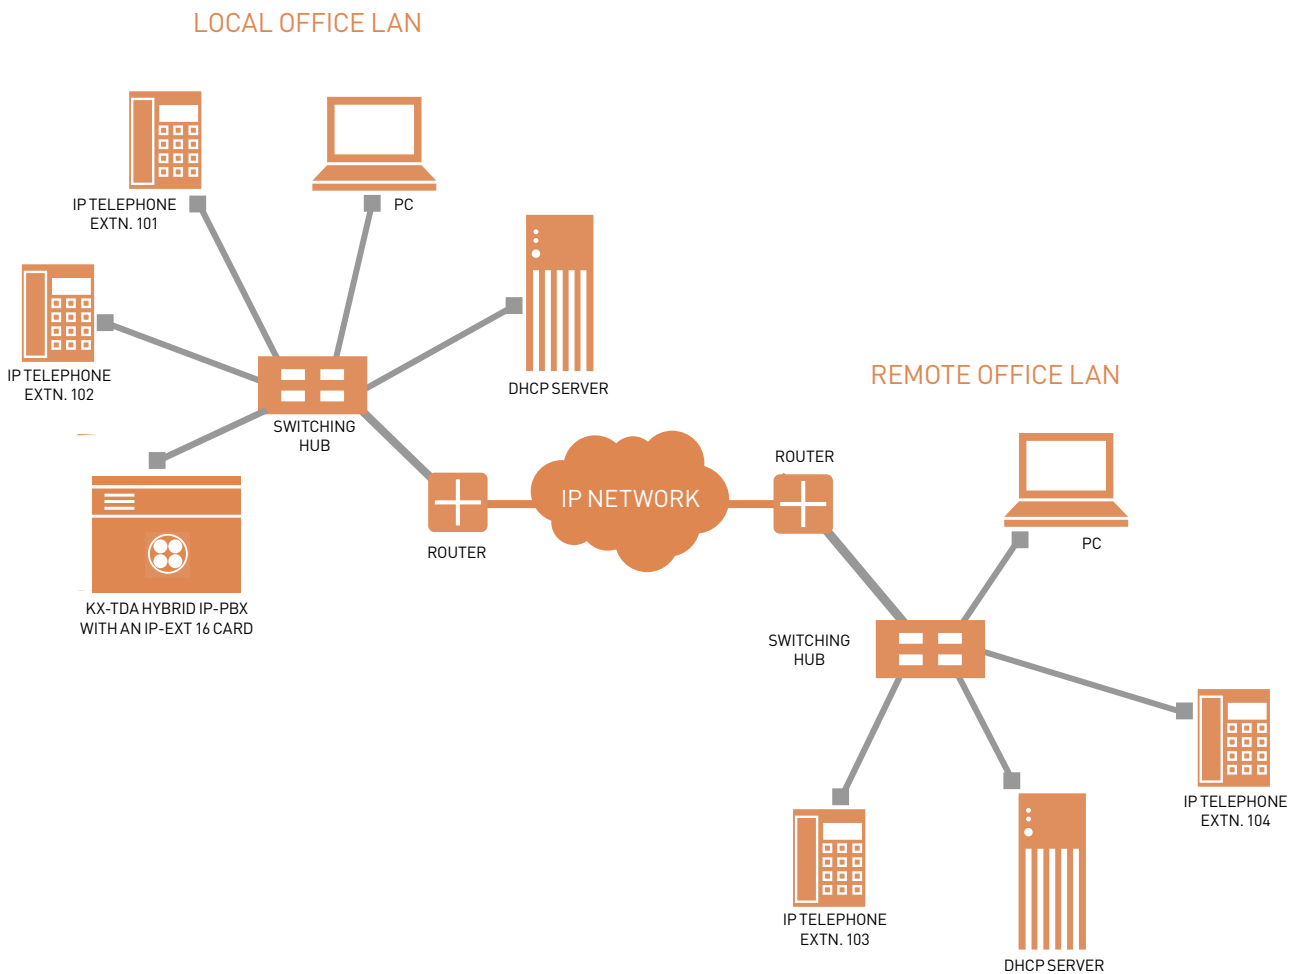 LOCAL OFFICE LAN
IP TELEPHONE
EXTN. 101
PC
IP TELEPHONE
EXTN. 102
DHCP SERVER
SWITCHING
HUB
ROUTER
KX-TDA HYBRID IP-PBX
WITH AN IP-EXT 16 CARD
IP NETWORK
REMOTE OFFICE LAN
ROUTER
PC
SWITCHING
HUB
IP TELEPHONE
EXTN. 104
IP TELEPHONE
EXTN. 103
DHCP SERVER